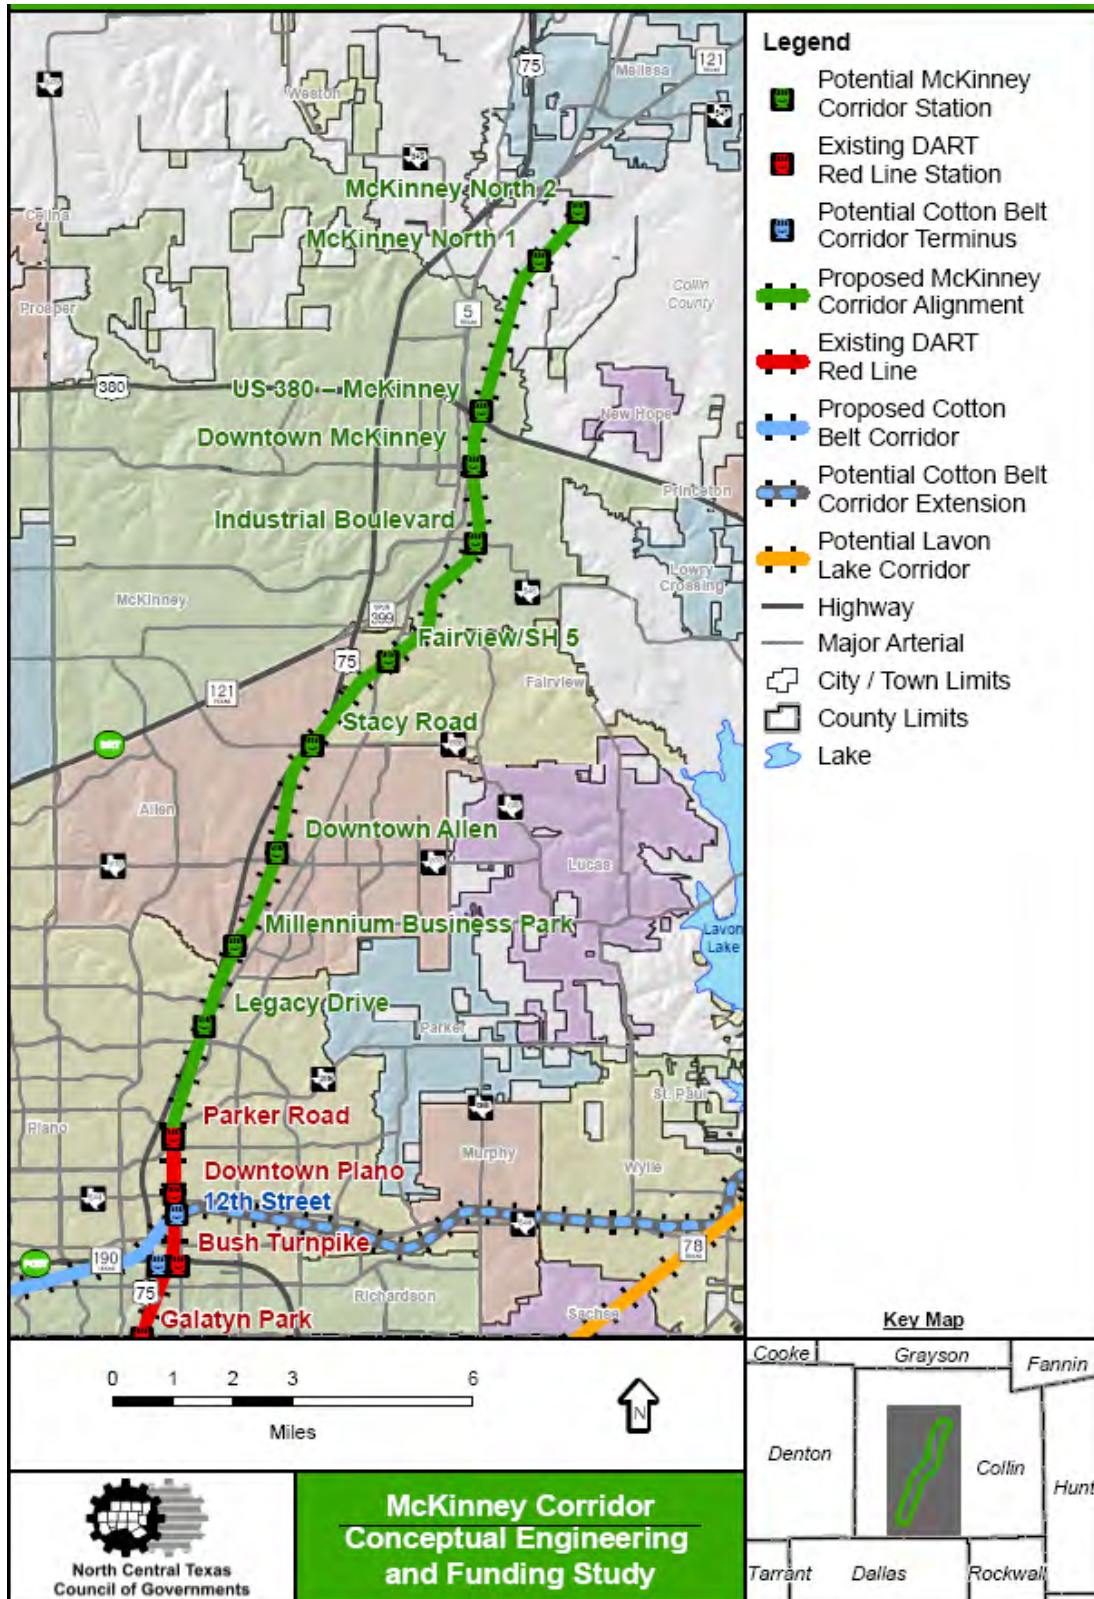 Legend
Potential McKinney
Corridor Station
Existing DART
Red Line Station
Potential Cotton Belt
Corridor Terminus
Proposed McKinney
Corridor Alignment
Existing DART
Red Line
Proposed Cotton
Belt Corridor
Potential Cotton Belt
Corridor Extension
Potential Lavon
Lake Corridor
Highway
Major Arterial
City / Town Limits
County Limits
Lake
75
121
Melissa
Weston
McKinney North 2
Celina
McKinney North 1
Collin
County
Prosper
5
380
US 380 – McKinney
New Hope
Downtown McKinney
Princeton
Industrial Boulevard
Lowry
Crossing
McKinney
399
Fairview/SH 5
75
Fairview
121
Stacy Road
Allen
Downtown Allen
Lucas
Millennium Business Park
Lavon
Lake
Legacy Drive
Parker
St. Paul
Parker Road
Plano
Murphy
Wylie
Downtown Plano
12th Street
Bush Turnpike
190
78
75
Richardson
Galatyn Park
Sachse
Key Map
Cooke
Grayson
Fannin
Denton
Collin
Hunt
Tarrant
Dallas
Rockwall
0 1 2 3 6
Miles
N
North Central Texas
Council of Governments
McKinney Corridor
Conceptual Engineering
and Funding Study